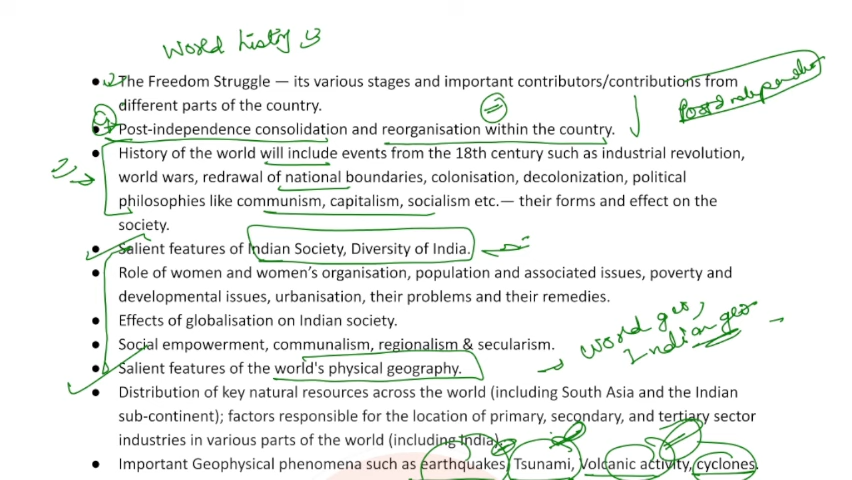 World history
• The Freedom Struggle — its various stages and important contributors/contributions from
different parts of the country.
Post independence
• Post-independence consolidation and reorganisation within the country.
• History of the world will include events from the 18th century such as industrial revolution,
world wars, redrawal of national boundaries, colonisation, decolonization, political
philosophies like communism, capitalism, socialism etc.— their forms and effect on the
society.
• Salient features of Indian Society, Diversity of India.
• Role of women and women's organisation, population and associated issues, poverty and
developmental issues, urbanisation, their problems and their remedies.
• Effects of globalisation on Indian society.
• Social empowerment, communalism, regionalism & secularism.
World geo,
Indian geo
• Salient features of the world's physical geography.
• Distribution of key natural resources across the world (including South Asia and the Indian
sub-continent); factors responsible for the location of primary, secondary, and tertiary sector
industries in various parts of the world (including India)
• Important Geophysical phenomena such as earthquakes, Tsunami, Volcanic activity, cyclones.